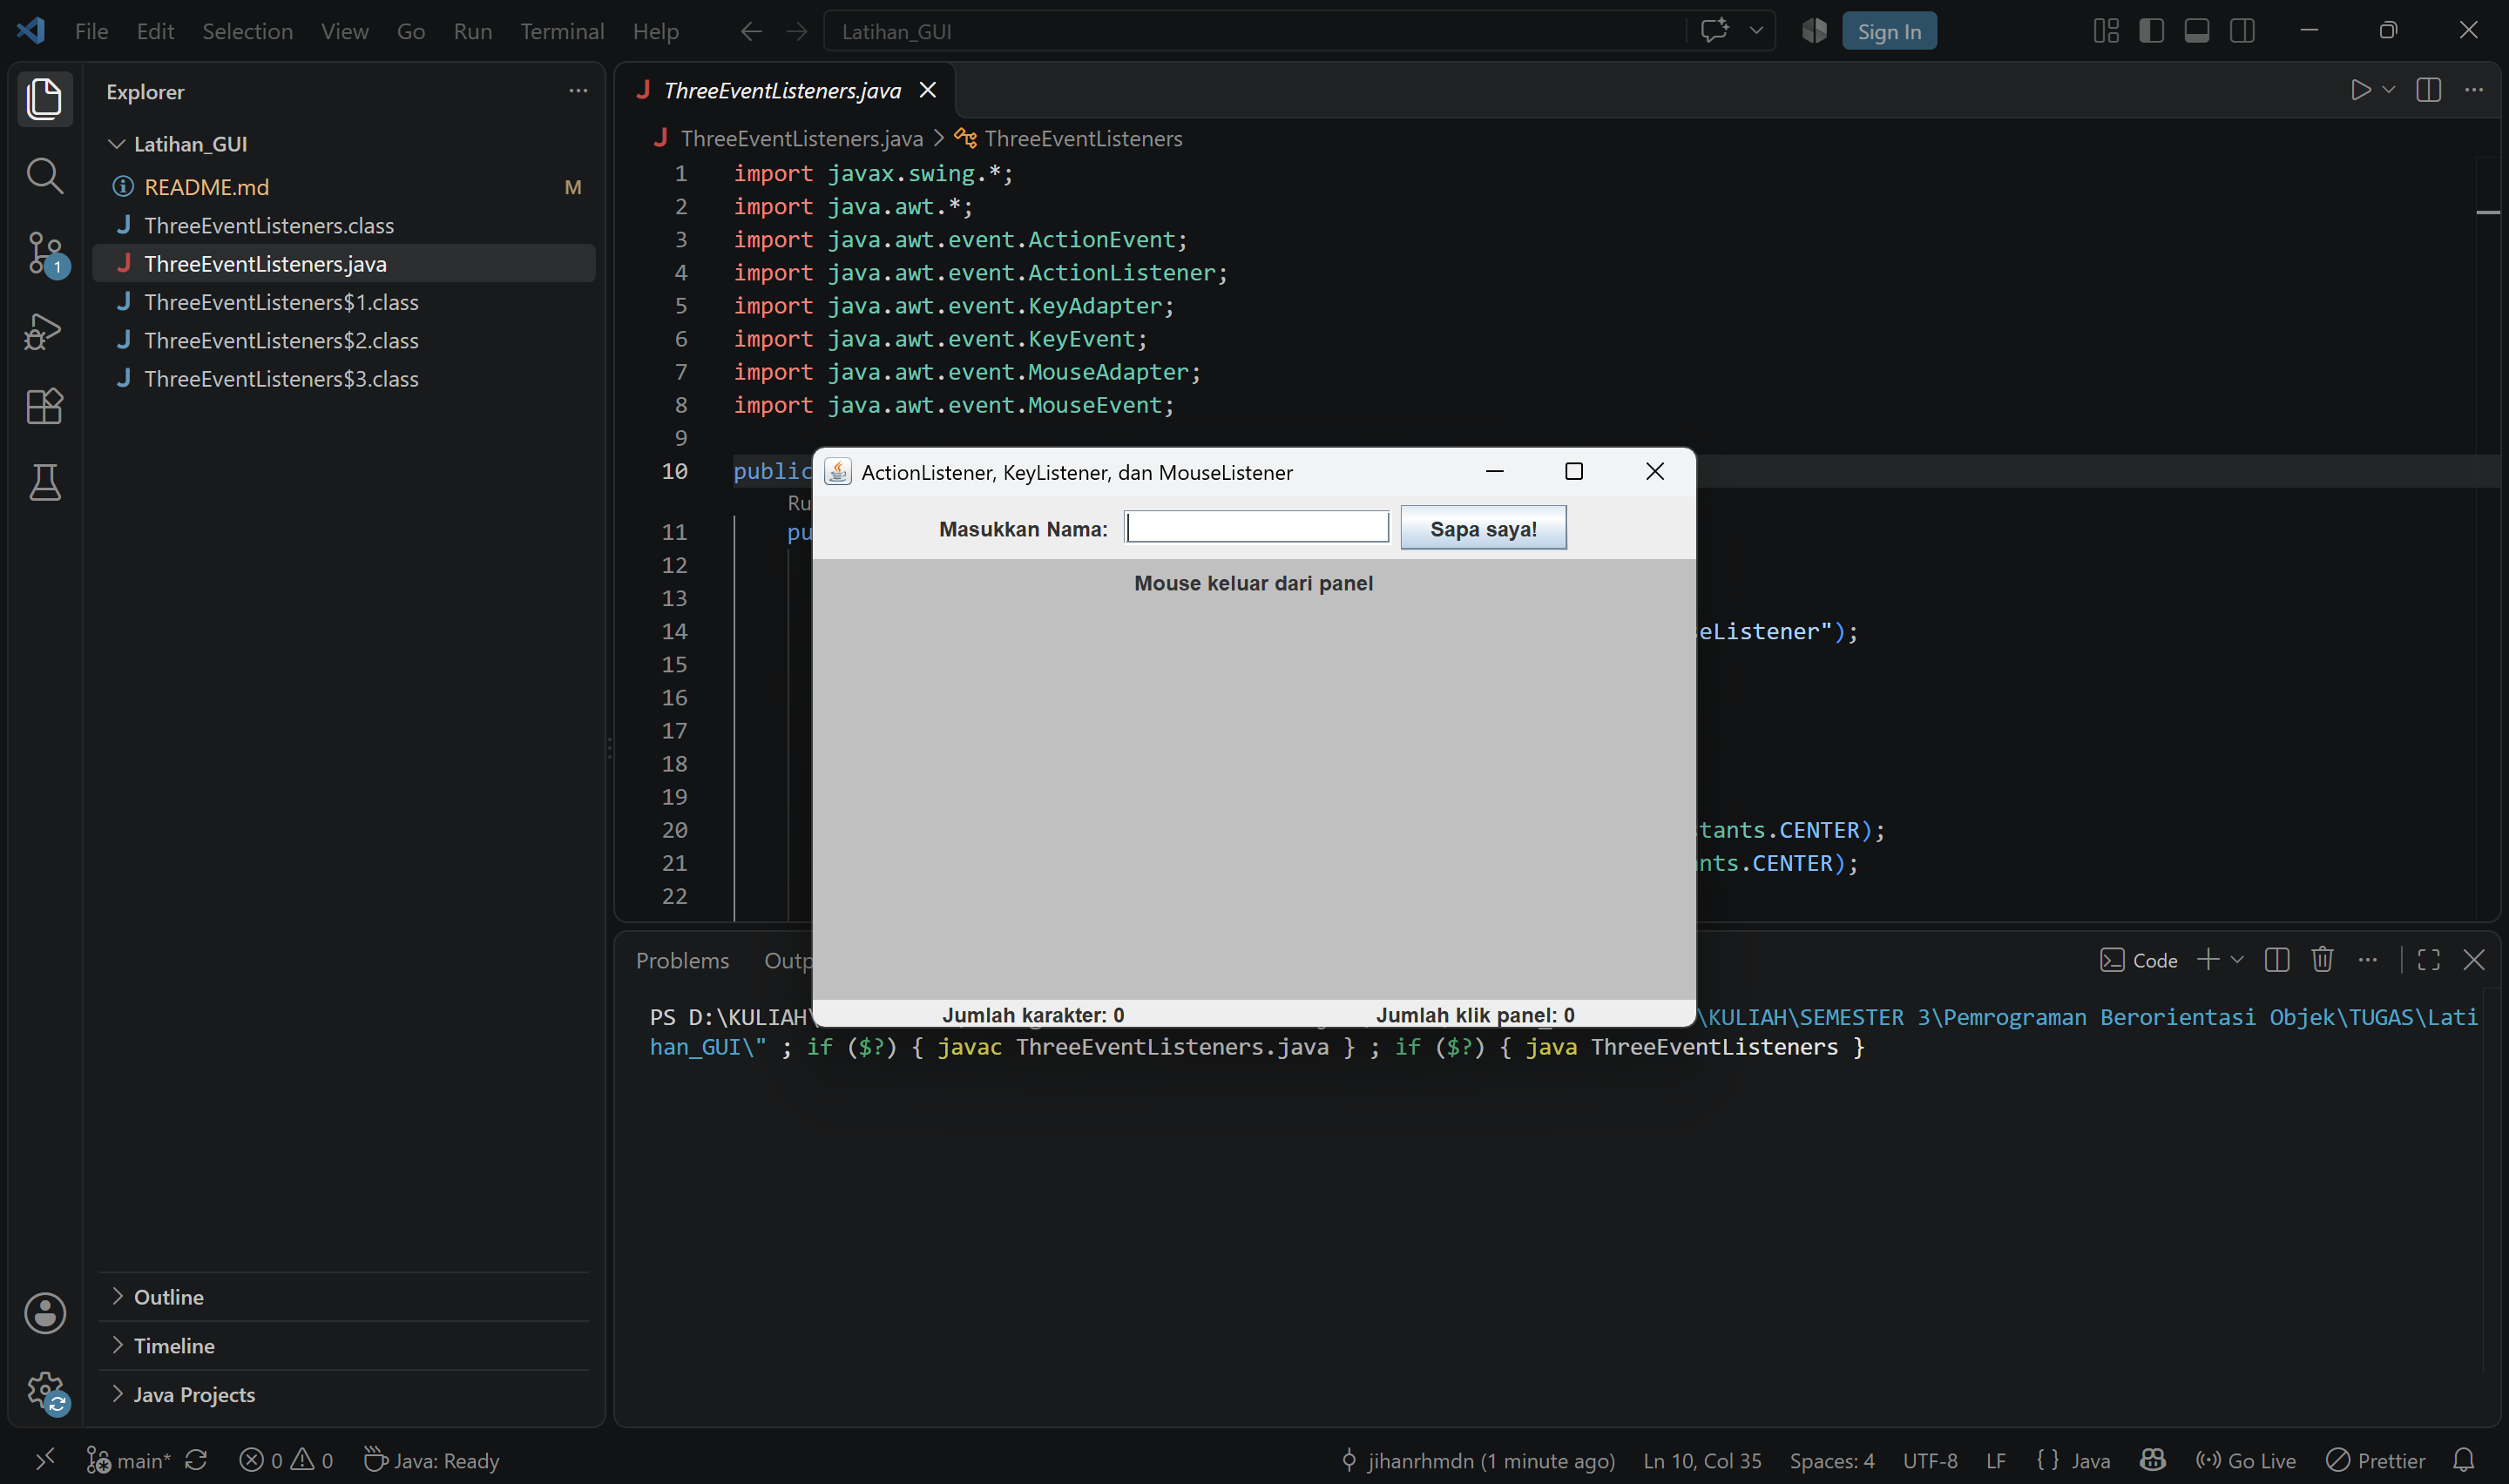 File Edit Selection View Go Run Terminal Help
Latihan_GUI
Sign In
Explorer
Latihan_GUI
README.md M
ThreeEventListeners.class
ThreeEventListeners.java
ThreeEventListeners$1.class
ThreeEventListeners$2.class
ThreeEventListeners$3.class
1
Outline
Timeline
Java Projects
ThreeEventListeners.java
ThreeEventListeners.java > ThreeEventListeners
1 import javax.swing.*;
2 import java.awt.*;
3 import java.awt.event.ActionEvent;
4 import java.awt.event.ActionListener;
5 import java.awt.event.KeyAdapter;
6 import java.awt.event.KeyEvent;
7 import java.awt.event.MouseAdapter;
8 import java.awt.event.MouseEvent;
9
10 public
Ru
11 pu
12
13
14 eListener");
15
16
17
18
19
20 tants.CENTER);
21 nts.CENTER);
22
ActionListener, KeyListener, dan MouseListener
Masukkan Nama: Sapa saya!
Mouse keluar dari panel
Jumlah karakter: 0 Jumlah klik panel: 0
Problems Outp
Code
PS D:\KULIAH\ \KULIAH\SEMESTER 3\Pemrograman Berorientasi Objek\TUGAS\Lati
han_GUI\" ; if ($?) { javac ThreeEventListeners.java } ; if ($?) { java ThreeEventListeners }
main* 0 0 Java: Ready
jihanrhmdn (1 minute ago) Ln 10, Col 35 Spaces: 4 UTF-8 LF { } Java Go Live Prettier